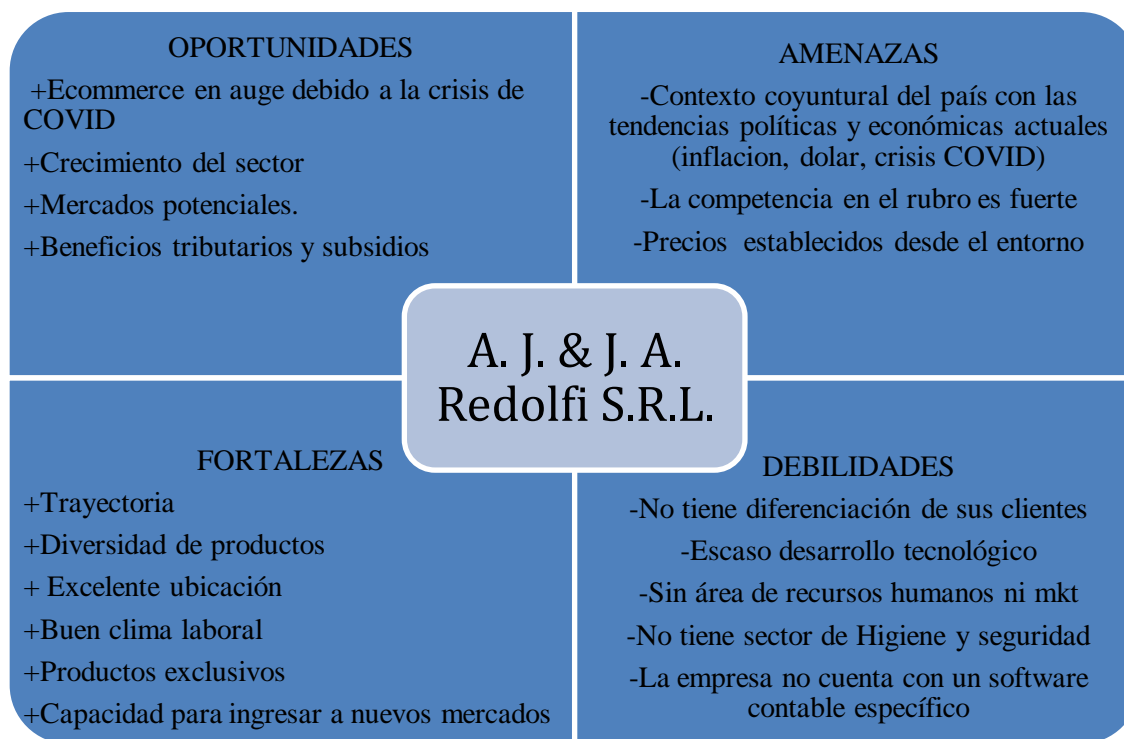 OPORTUNIDADES
+Ecommerce en auge debido a la crisis de
COVID
+Crecimiento del sector
+Mercados potenciales.
+Beneficios tributarios y subsidios
AMENAZAS
-Contexto coyuntural del país con las
tendencias políticas y económicas actuales
(inflacion, dolar, crisis COVID)
-La competencia en el rubro es fuerte
-Precios establecidos desde el entorno
A. J. & J. A.
Redolfi S.R.L.
FORTALEZAS
+Trayectoria
+Diversidad de productos
+ Excelente ubicación
+Buen clima laboral
+Productos exclusivos
+Capacidad para ingresar a nuevos mercados
DEBILIDADES
-No tiene diferenciación de sus clientes
-Escaso desarrollo tecnológico
-Sin área de recursos humanos ni mkt
-No tiene sector de Higiene y seguridad
-La empresa no cuenta con un software
contable específico